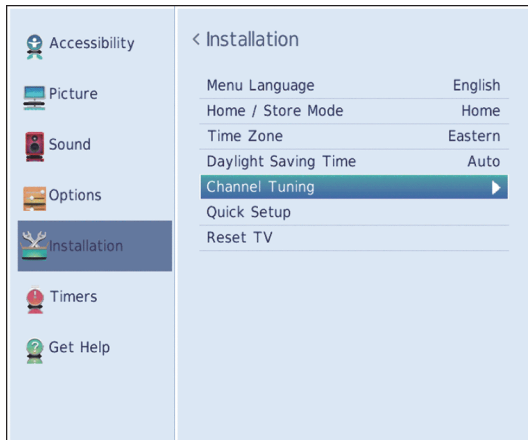 Accessibility
Picture
Sound
Options
Installation
Timers
Get Help
< Installation
Menu Language English
Home / Store Mode Home
Time Zone Eastern
Daylight Saving Time Auto
Channel Tuning
Quick Setup
Reset TV